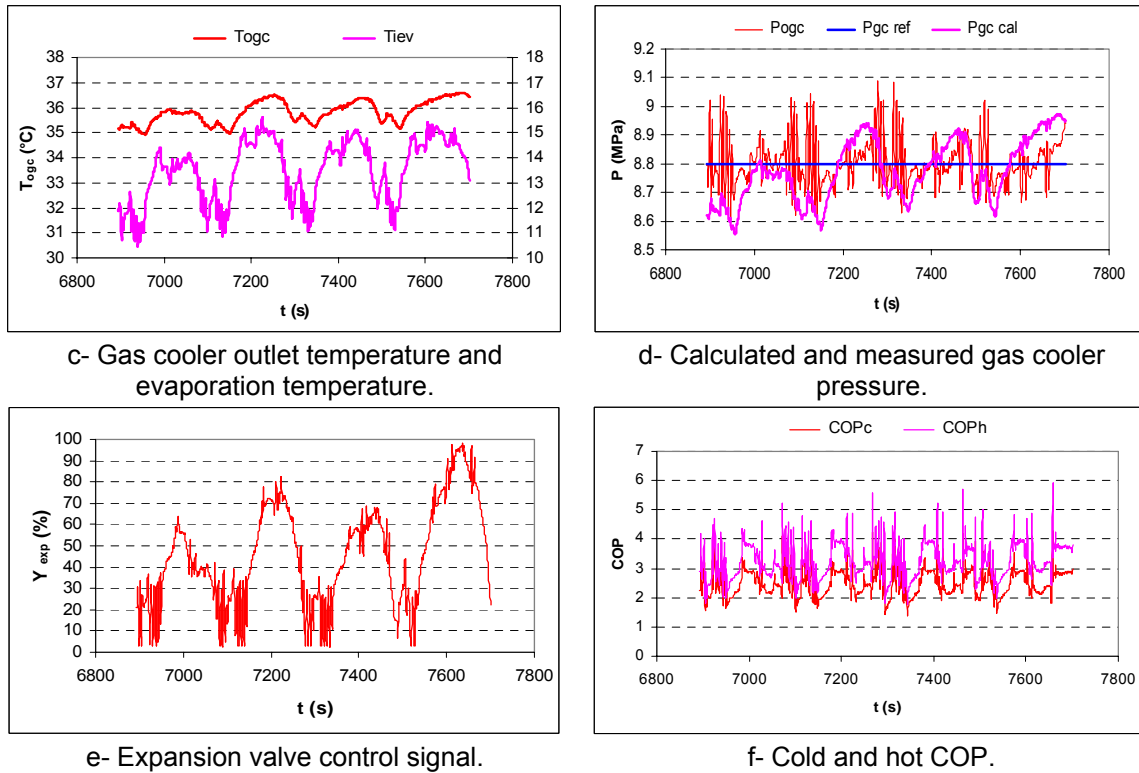 Togc Tiev
38 18
37 17
36 16
35 15
34 14
33 13
32 12
31 11
30 10
Togc (°C)
6800 7000 7200 7400 7600 7800
t (s)
c- Gas cooler outlet temperature and
evaporation temperature.
Pogc Pgc ref Pgc cal
9.2
9.1
9
8.9
8.8
8.7
8.6
8.5
P (MPa)
6800 7000 7200 7400 7600 7800
t (s)
d- Calculated and measured gas cooler
pressure.
100
90
80
70
60
50
40
30
20
10
0
Y exp (%)
6800 7000 7200 7400 7600 7800
t (s)
e- Expansion valve control signal.
COPc COPh
7
6
5
4
3
2
1
0
COP
6800 7000 7200 7400 7600 7800
t (s)
f- Cold and hot COP.